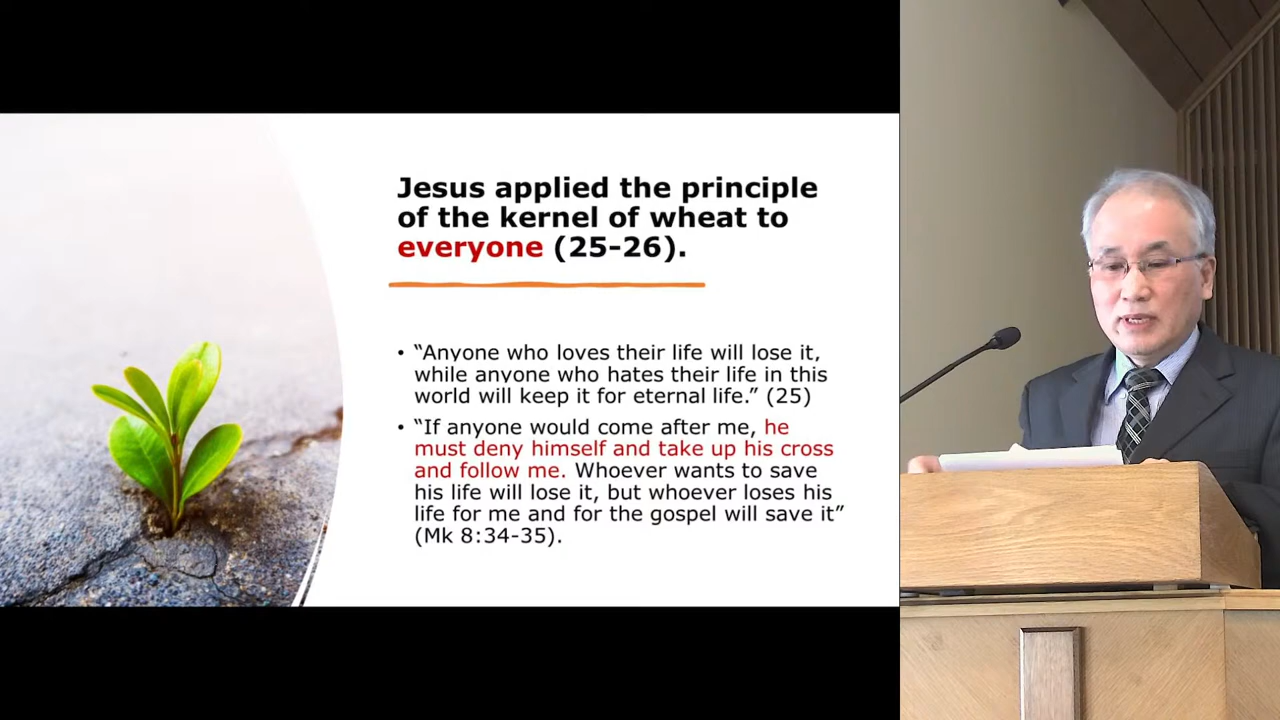 Jesus applied the principle
of the kernel of wheat to
everyone (25-26).
• “Anyone who loves their life will lose it,
while anyone who hates their life in this
world will keep it for eternal life.” (25)
• “If anyone would come after me, he
must deny himself and take up his cross
and follow me. Whoever wants to save
his life will lose it, but whoever loses his
life for me and for the gospel will save it”
(Mk 8:34-35).